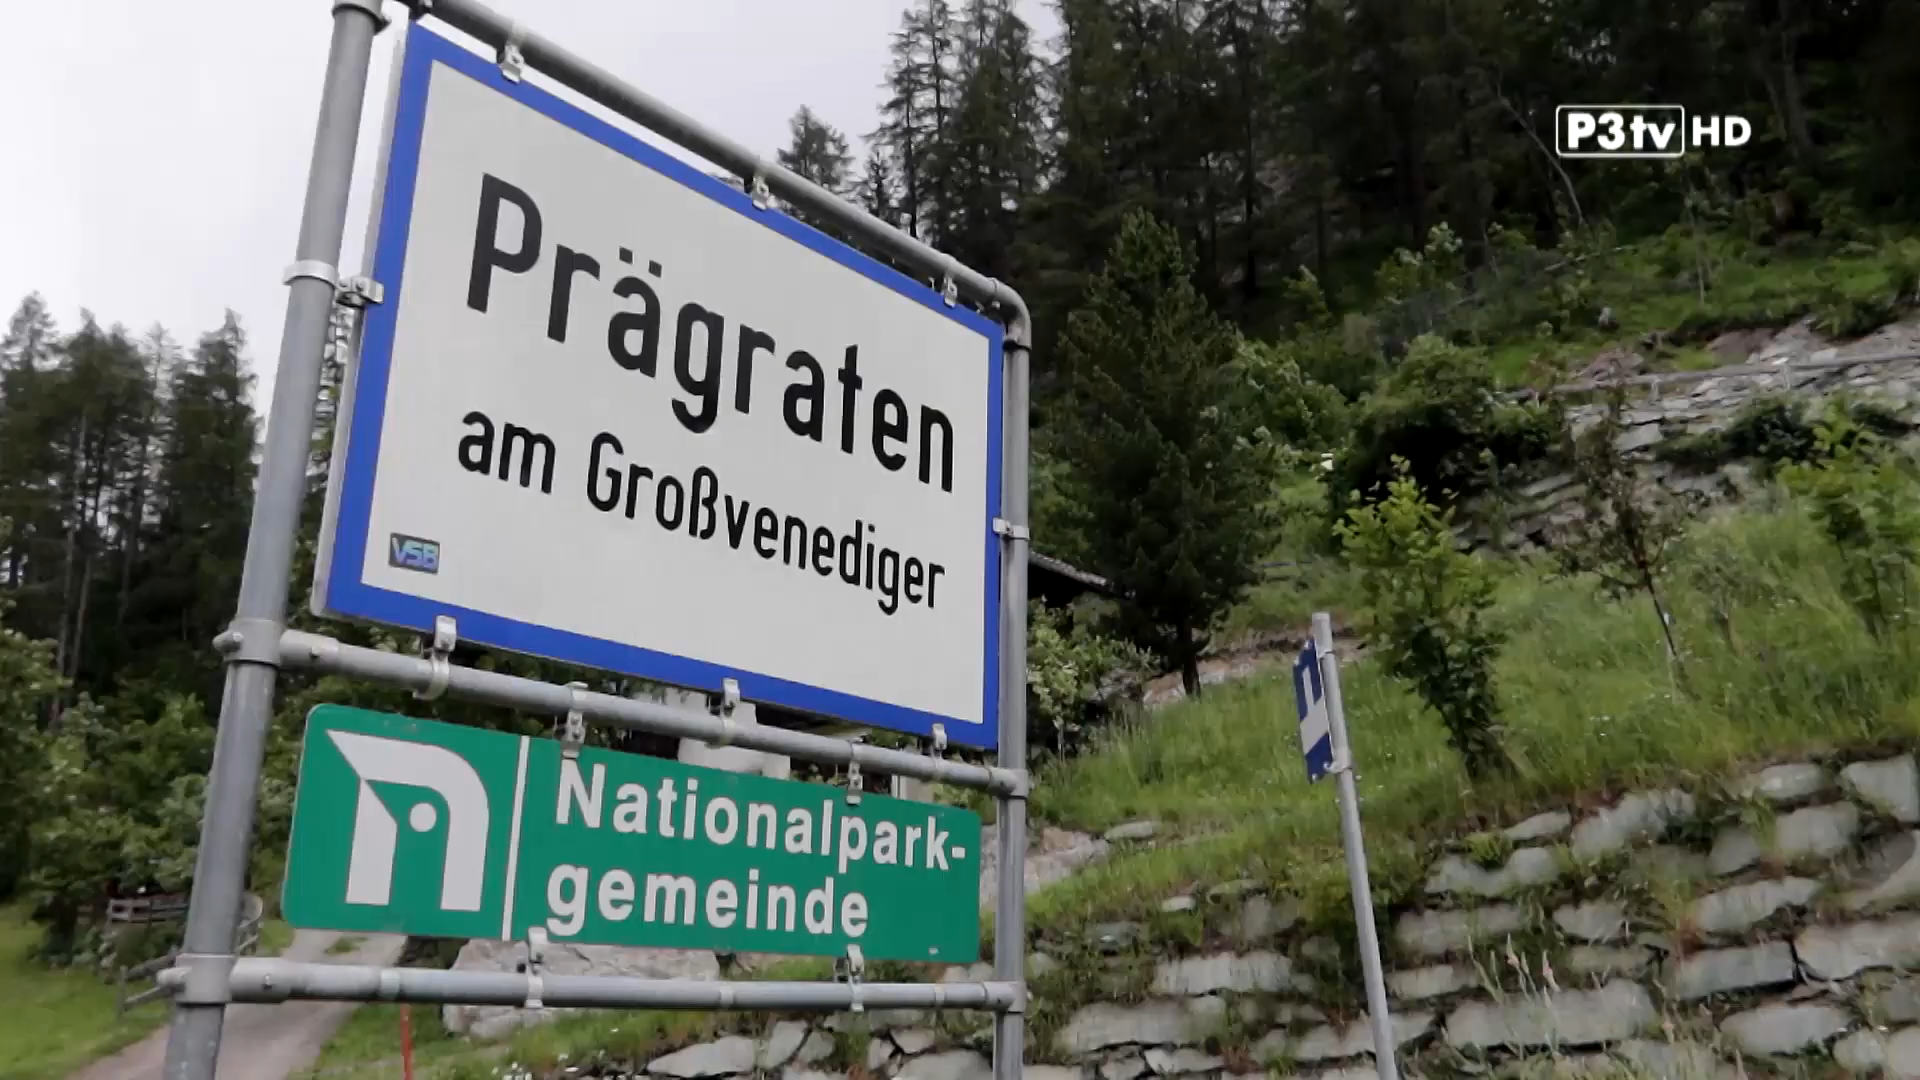 P3tv HD
Prägraten
am Großvenediger
VSB
Nationalpark-
gemeinde